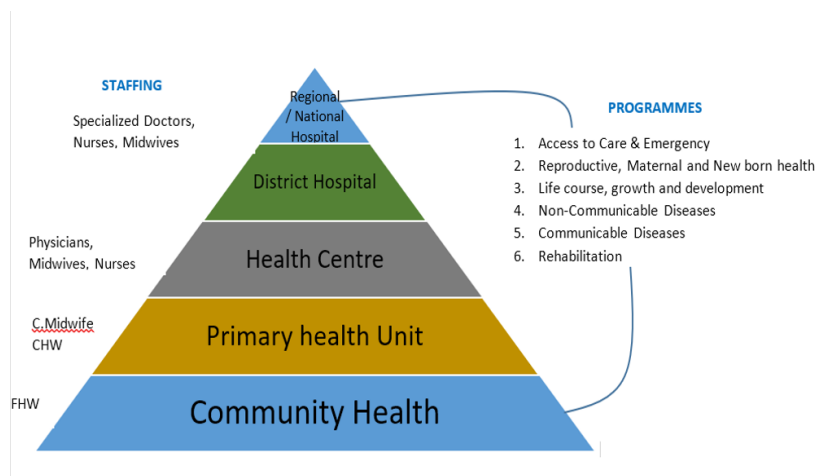 STAFFING
Specialized Doctors,
Nurses, Midwives
Physicians,
Midwives, Nurses
C.Midwife
CHW
FHW
Regional
/ National
Hospital
District Hospital
Health Centre
Primary health Unit
Community Health
PROGRAMMES
1. Access to Care & Emergency
2. Reproductive, Maternal and New born health
3. Life course, growth and development
4. Non-Communicable Diseases
5. Communicable Diseases
6. Rehabilitation